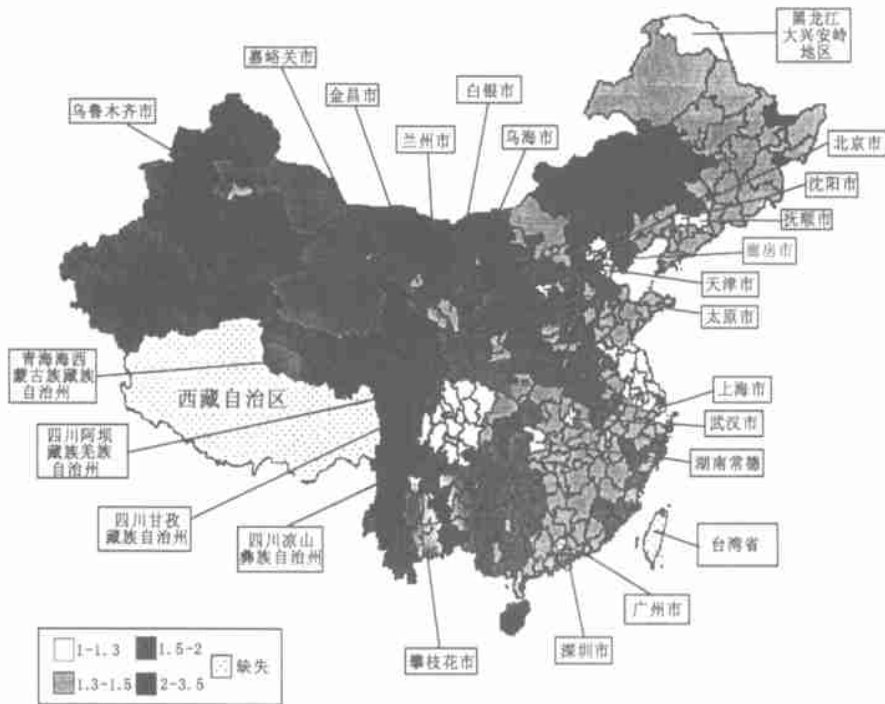 黑龙江
大兴安岭
地区
嘉峪关市
金昌市
白银市
乌鲁木齐市
兰州市
乌海市
北京市
沈阳市
抚顺市
廊房市
天津市
太原市
青海海西
蒙古族藏族
自治州
西藏自治区
上海市
武汉市
四川阿坝
藏族羌族
自治州
湖南常德
四川甘孜
藏族自治州
四川凉山
彝族自治州
台湾省
广州市
深圳市
攀枝花市
1-1.3
1.5-2
缺失
1.3-1.5
2-3.5